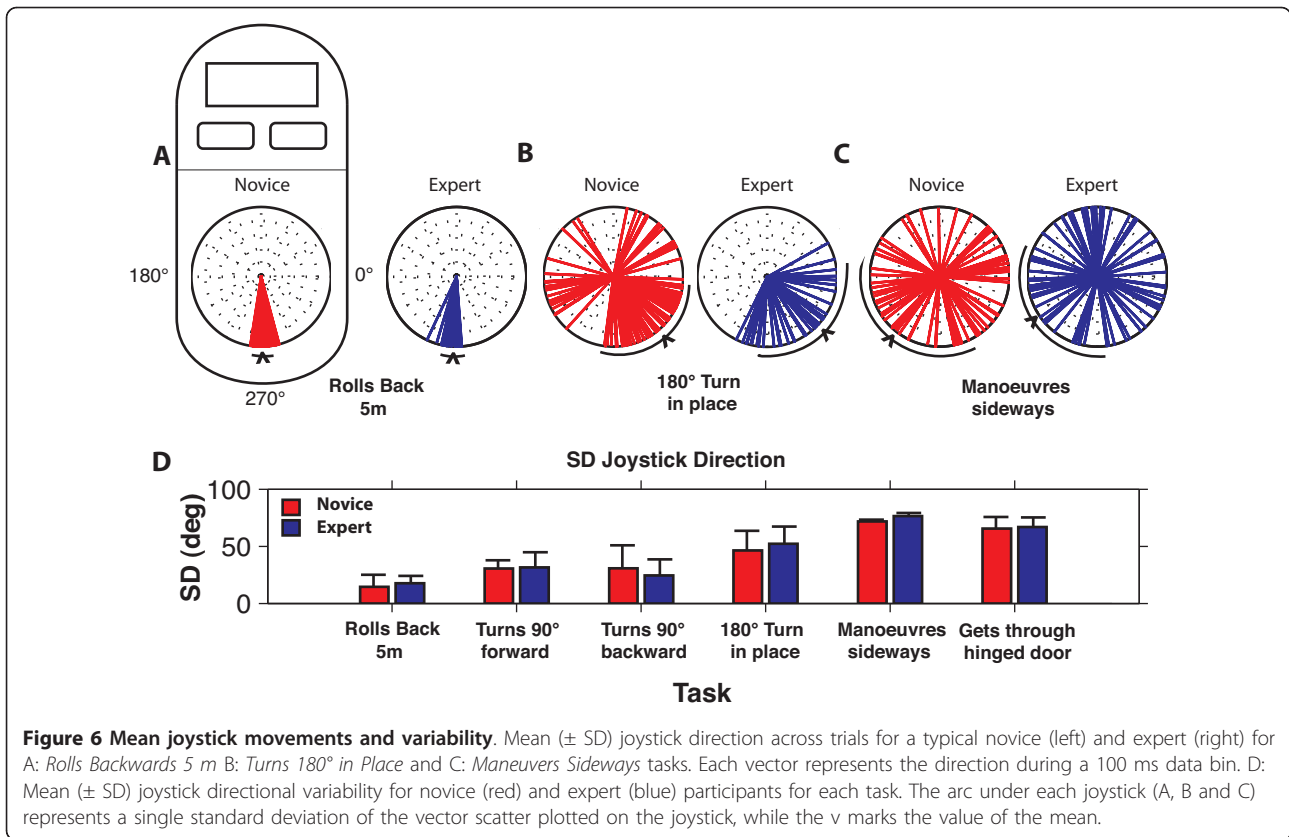 A
B
C
Novice
Expert
Novice
Expert
Novice
Expert
180°
0°
270°
Rolls Back
5m
180° Turn
in place
Manoeuvres
sideways
D
SD Joystick Direction
SD (deg)
100
50
0
Novice
Expert
Rolls Back
5m
Turns 90°
forward
Turns 90°
backward
180° Turn
in place
Manoeuvres
sideways
Gets through
hinged door
Task
Figure 6 Mean joystick movements and variability. Mean (± SD) joystick direction across trials for a typical novice (left) and expert (right) for
A: Rolls Backwards 5 m B: Turns 180° in Place and C: Maneuvers Sideways tasks. Each vector represents the direction during a 100 ms data bin. D:
Mean (± SD) joystick directional variability for novice (red) and expert (blue) participants for each task. The arc under each joystick (A, B and C)
represents a single standard deviation of the vector scatter plotted on the joystick, while the v marks the value of the mean.